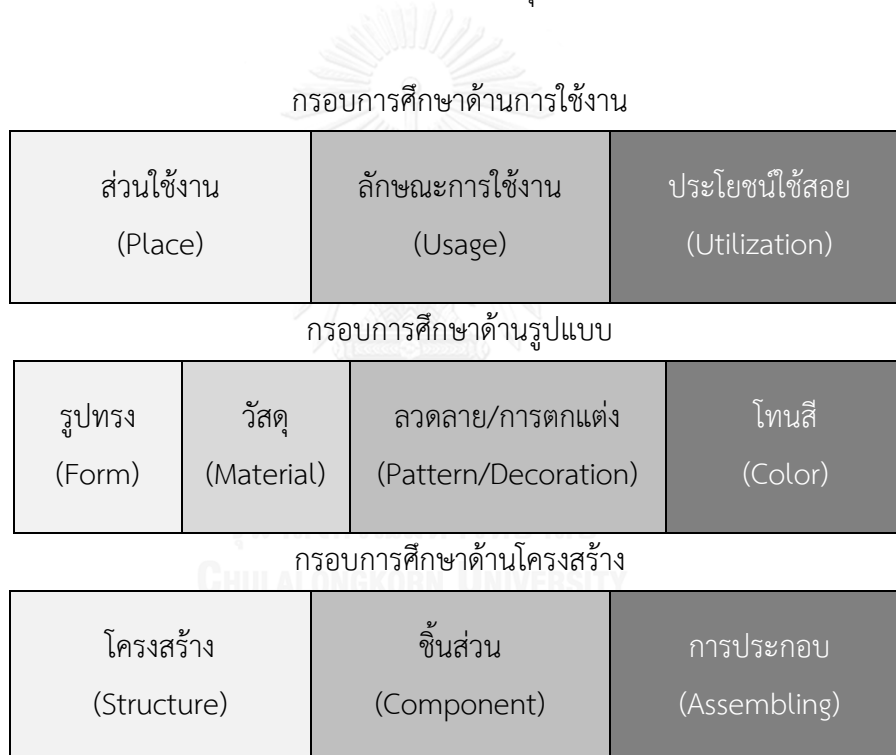 กรอบการศึกษาด้านการใช้งาน
ส่วนใช้งาน
(Place)
ลักษณะการใช้งาน
(Usage)
ประโยชน์ใช้สอย
(Utilization)
กรอบการศึกษาด้านรูปแบบ
รูปทรง
(Form)
วัสดุ
(Material)
ลวดลาย/การตกแต่ง
(Pattern/Decoration)
โทนสี
(Color)
กรอบการศึกษาด้านโครงสร้าง
CHULALONGKORN UNIVERSITY
โครงสร้าง
(Structure)
ชิ้นส่วน
(Component)
การประกอบ
(Assembling)